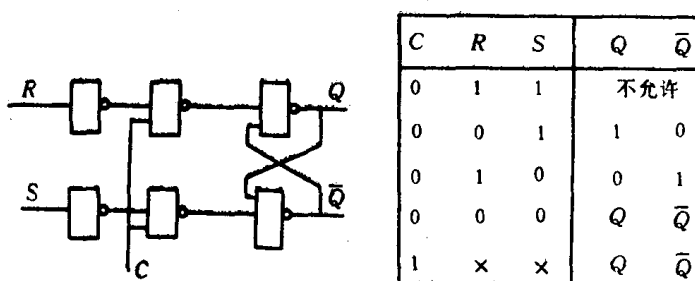 R
S
C
Q
Q̅
C R S Q Q̅
0 1 1 不允许
0 0 1 1 0
0 1 0 0 1
0 0 0 Q Q̅
1 × × Q Q̅